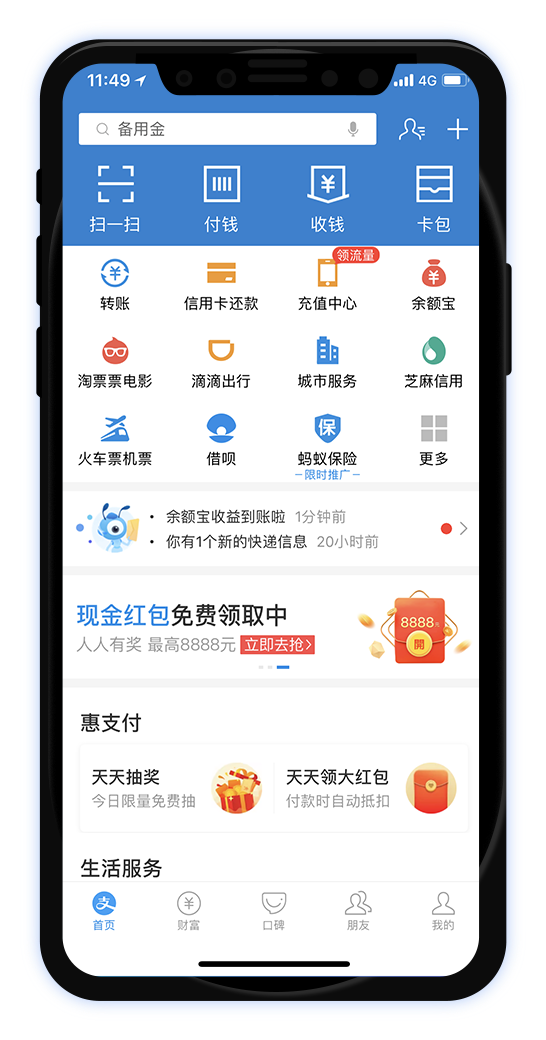 11:49 4G
备用金
扫一扫 付钱 收钱 卡包
领流量
转账 信用卡还款 充值中心 余额宝
淘票票电影 滴滴出行 城市服务 芝麻信用
保
火车票机票 借呗 蚂蚁保险 更多
限时推广
· 余额宝收益到账啦 1分钟前
· 你有1个新的快递信息 20小时前
现金红包免费领取中
人人有奖 最高8888元 立即去抢>
8888元
開
惠支付
天天抽奖
今日限量免费抽
天天领大红包
付款时自动抵扣
生活服务
支
首页 财富 口碑 朋友 我的